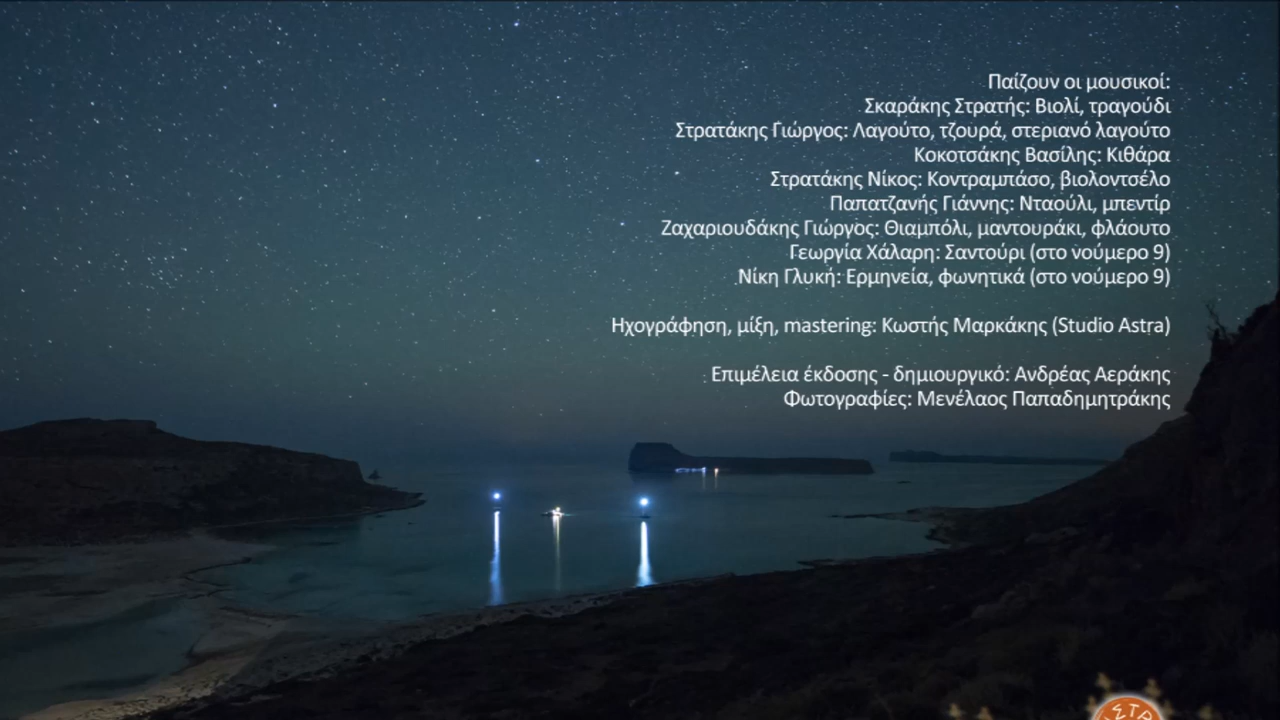 Παίζουν οι μουσικοί:
Σκαράκης Στρατής: Βιολί, τραγούδι
Στρατάκης Γιώργος: Λαγούτο, τζουρά, στεριανό λαγούτο
Κοκοτσάκης Βασίλης: Κιθάρα
Στρατάκης Νίκος: Κοντραμπάσο, βιολοντσέλο
Παπατζανής Γιάννης: Νταούλι, μπεντίρ
Ζαχαριουδάκης Γιώργος: Θιαμπόλι, μαντουράκι, φλάουτο
Γεωργία Χάλαρη: Σαντούρι (στο νούμερο 9)
Νίκη Γλυκή: Ερμηνεία, φωνητικά (στο νούμερο 9)
Ηχογράφηση, μίξη, mastering: Κωστής Μαρκάκης (Studio Astra)
Επιμέλεια έκδοσης - δημιουργικό: Ανδρέας Αεράκης
Φωτογραφίες: Μενέλαος Παπαδημητράκης